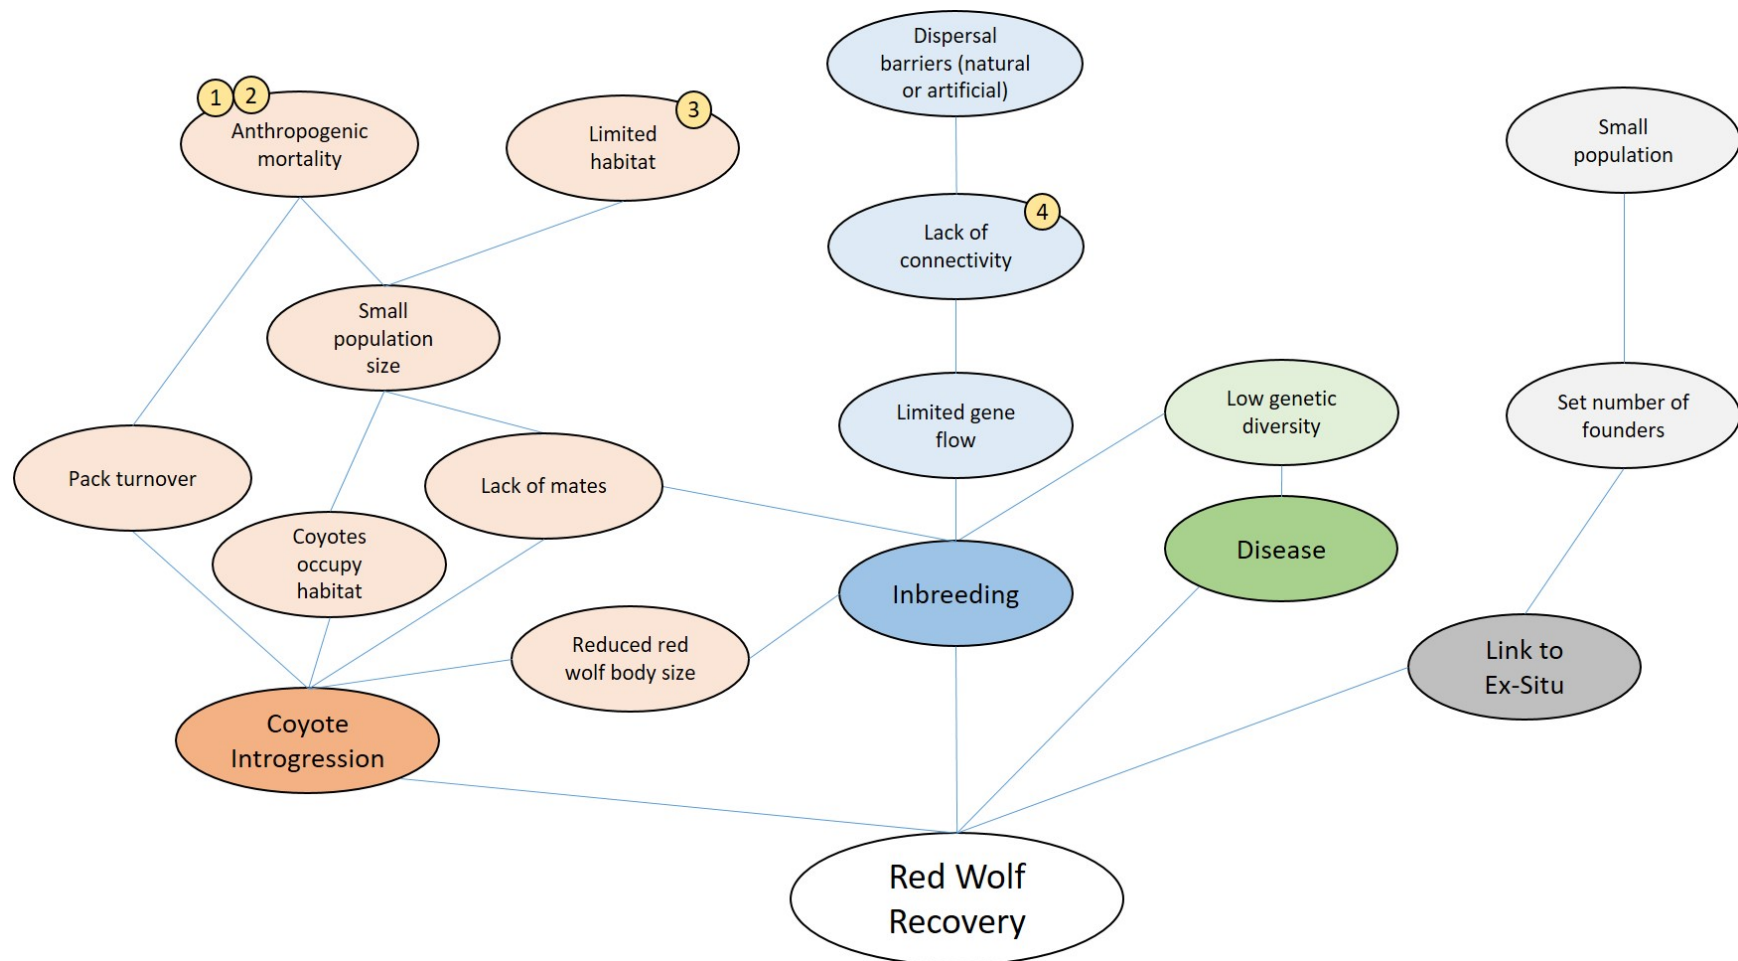 Dispersal
barriers (natural
or artificial)
1
2
Anthropogenic
mortality
3
Limited
habitat
Small
population
4
Lack of
connectivity
Small
population
size
Limited gene
flow
Low genetic
diversity
Set number of
founders
Pack turnover
Lack of mates
Coyotes
occupy
habitat
Disease
Inbreeding
Reduced red
wolf body size
Link to
Ex-Situ
Coyote
Introgression
Red Wolf
Recovery